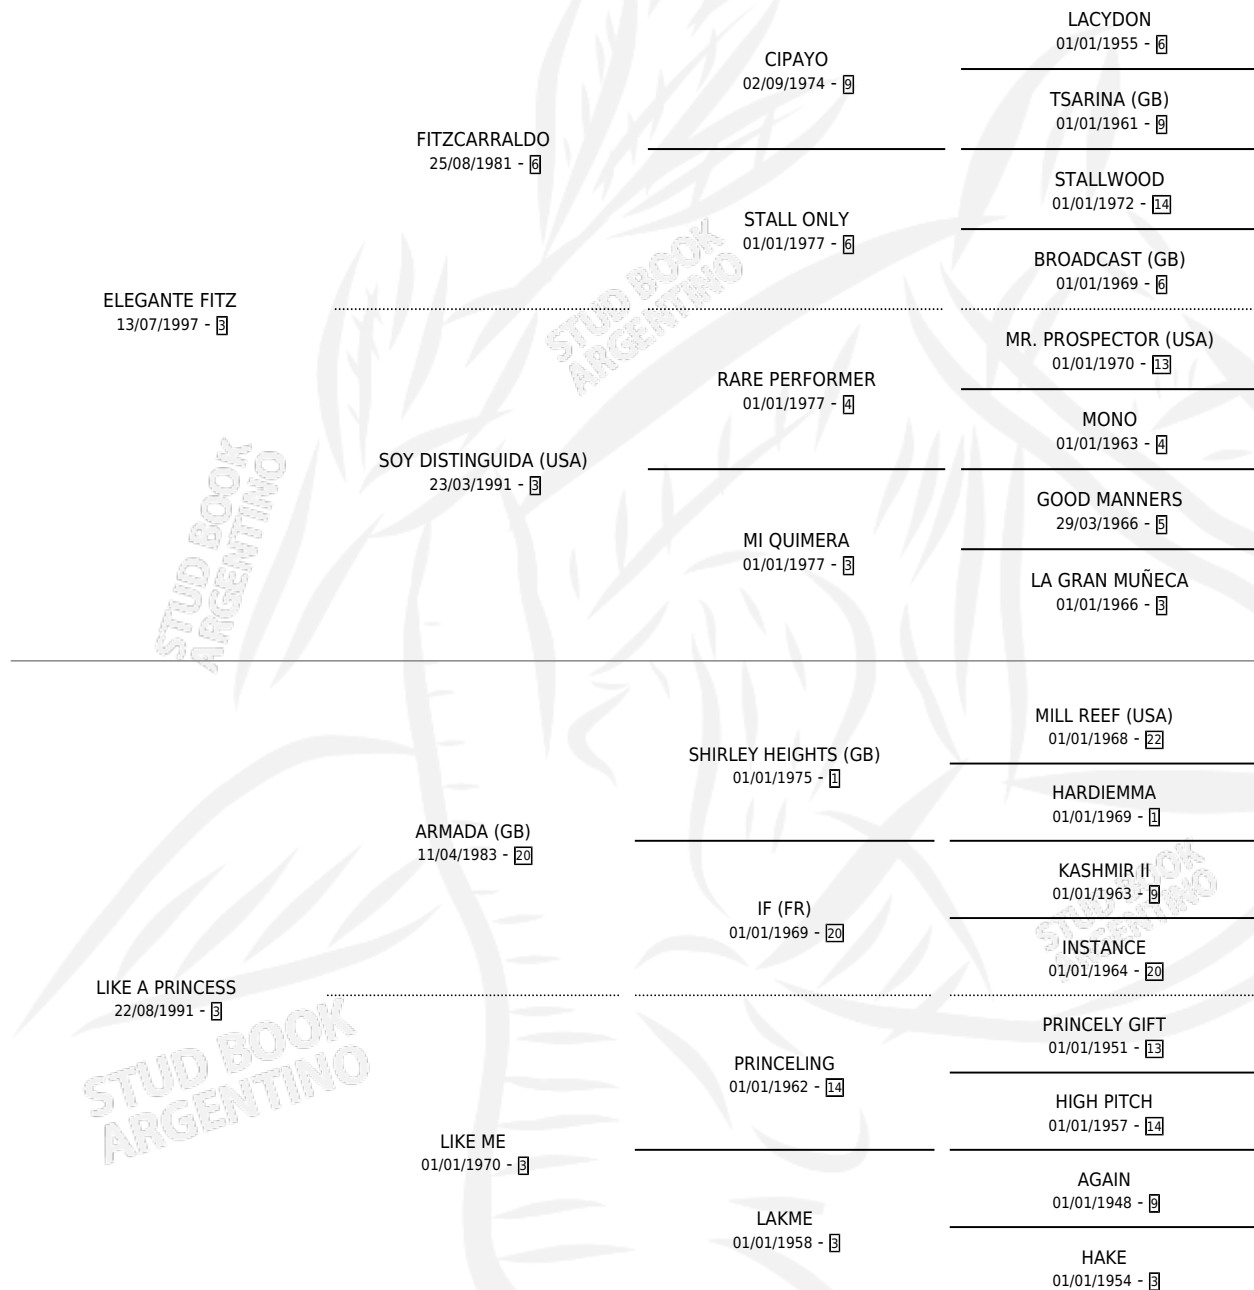 LACYDON
01/01/1955 - 6
CIPAYO
02/09/1974 - 9
TSARINA (GB)
01/01/1961 - 9
FITZCARRALDO
25/08/1981 - 6
STALLWOOD
01/01/1972 - 14
STALL ONLY
01/01/1977 - 6
BROADCAST (GB)
01/01/1969 - 6
ELEGANTE FITZ
13/07/1997 - 3
STUD BOOK
ARGENTINO
MR. PROSPECTOR (USA)
01/01/1970 - 13
RARE PERFORMER
01/01/1977 - 4
MONO
01/01/1963 - 4
SOY DISTINGUIDA (USA)
23/03/1991 - 3
GOOD MANNERS
29/03/1966 - 5
MI QUIMERA
01/01/1977 - 3
LA GRAN MUÑECA
01/01/1966 - 3
STUD BOOK
ARGENTINO
MILL REEF (USA)
01/01/1968 - 22
SHIRLEY HEIGHTS (GB)
01/01/1975 - 1
HARDIEMMA
01/01/1969 - 1
ARMADA (GB)
11/04/1983 - 20
KASHMIR II
01/01/1963 - 9
IF (FR)
01/01/1969 - 20
STUD BOOK
ARGENTINO
INSTANCE
01/01/1964 - 20
LIKE A PRINCESS
22/08/1991 - 3
STUD BOOK
ARGENTINO
PRINCELY GIFT
01/01/1951 - 13
PRINCELING
01/01/1962 - 14
HIGH PITCH
01/01/1957 - 14
LIKE ME
01/01/1970 - 3
AGAIN
01/01/1948 - 9
LAKME
01/01/1958 - 3
HAKE
01/01/1954 - 3